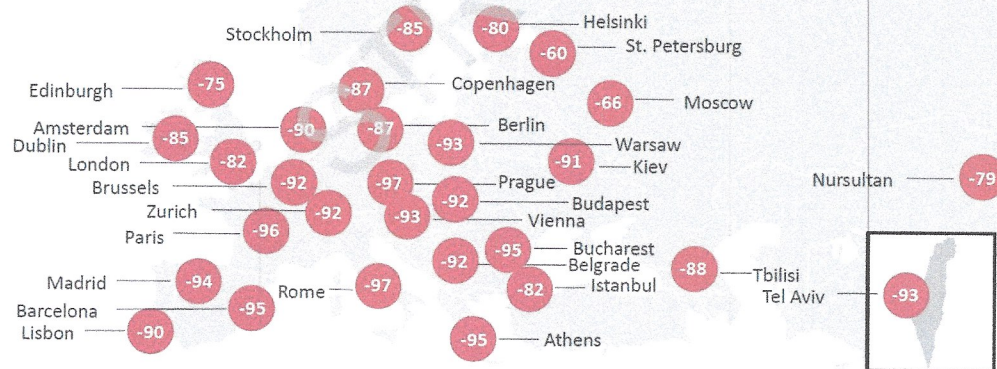 Stockholm -85
-80 Helsinki
-60 St. Petersburg
Edinburgh -75
-87 Copenhagen
-66 Moscow
Amsterdam -90
-87 Berlin
Dublin -85
-93 Warsaw
London -82
-91 Kiev
Brussels -92
-97 Prague
Nursultan -79
Zurich -92
-92 Budapest
-93 Vienna
Paris -96
-95 Bucharest
-92 Belgrade
Madrid -94
Rome -97
-82 Istanbul
-88 Tbilisi
Tel Aviv -93
Barcelona -95
Lisbon -90
-95 Athens